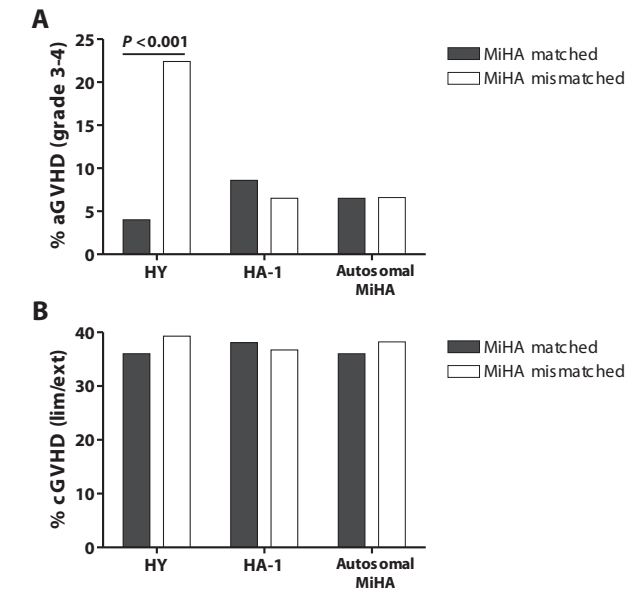 A
P < 0.001
% aGVHD (grade 3-4)
25
20
15
10
5
0
HY
HA-1
Autosomal
MiHA
MiHA matched
MiHA mismatched
B
% cGVHD (lim/ext)
40
30
20
10
0
HY
HA-1
Autosomal
MiHA
MiHA matched
MiHA mismatched